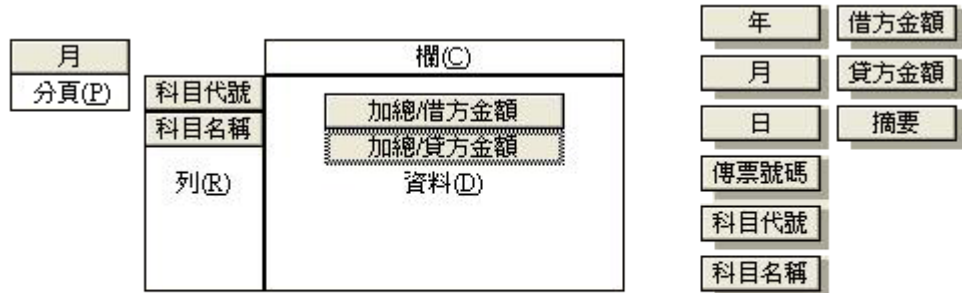 月
分頁(P)
欄(C)
科目代號
科目名稱
列(R)
加總/借方金額
加總/貸方金額
資料(D)
年
借方金額
月
貸方金額
日
摘要
傳票號碼
科目代號
科目名稱